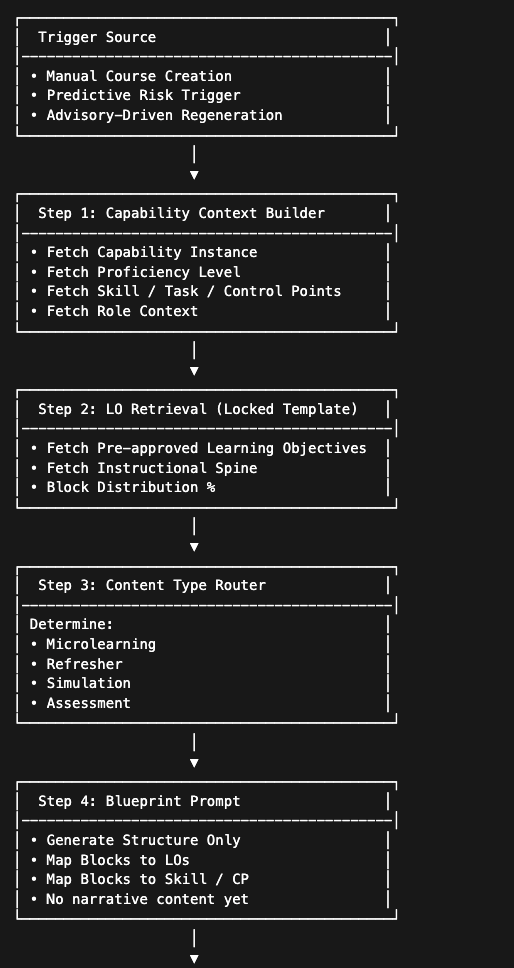 Trigger Source
• Manual Course Creation
• Predictive Risk Trigger
• Advisory-Driven Regeneration
Step 1: Capability Context Builder
• Fetch Capability Instance
• Fetch Proficiency Level
• Fetch Skill / Task / Control Points
• Fetch Role Context
Step 2: LO Retrieval (Locked Template)
• Fetch Pre-approved Learning Objectives
• Fetch Instructional Spine
• Block Distribution %
Step 3: Content Type Router
Determine:
• Microlearning
• Refresher
• Simulation
• Assessment
Step 4: Blueprint Prompt
• Generate Structure Only
• Map Blocks to LOs
• Map Blocks to Skill / CP
• No narrative content yet